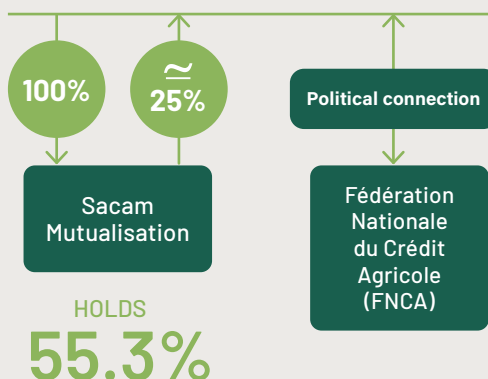 100%
≃
25%
Political connection
Sacam
Mutualisation
Fédération
Nationale
du Crédit
Agricole
(FNCA)
HOLDS
55.3%